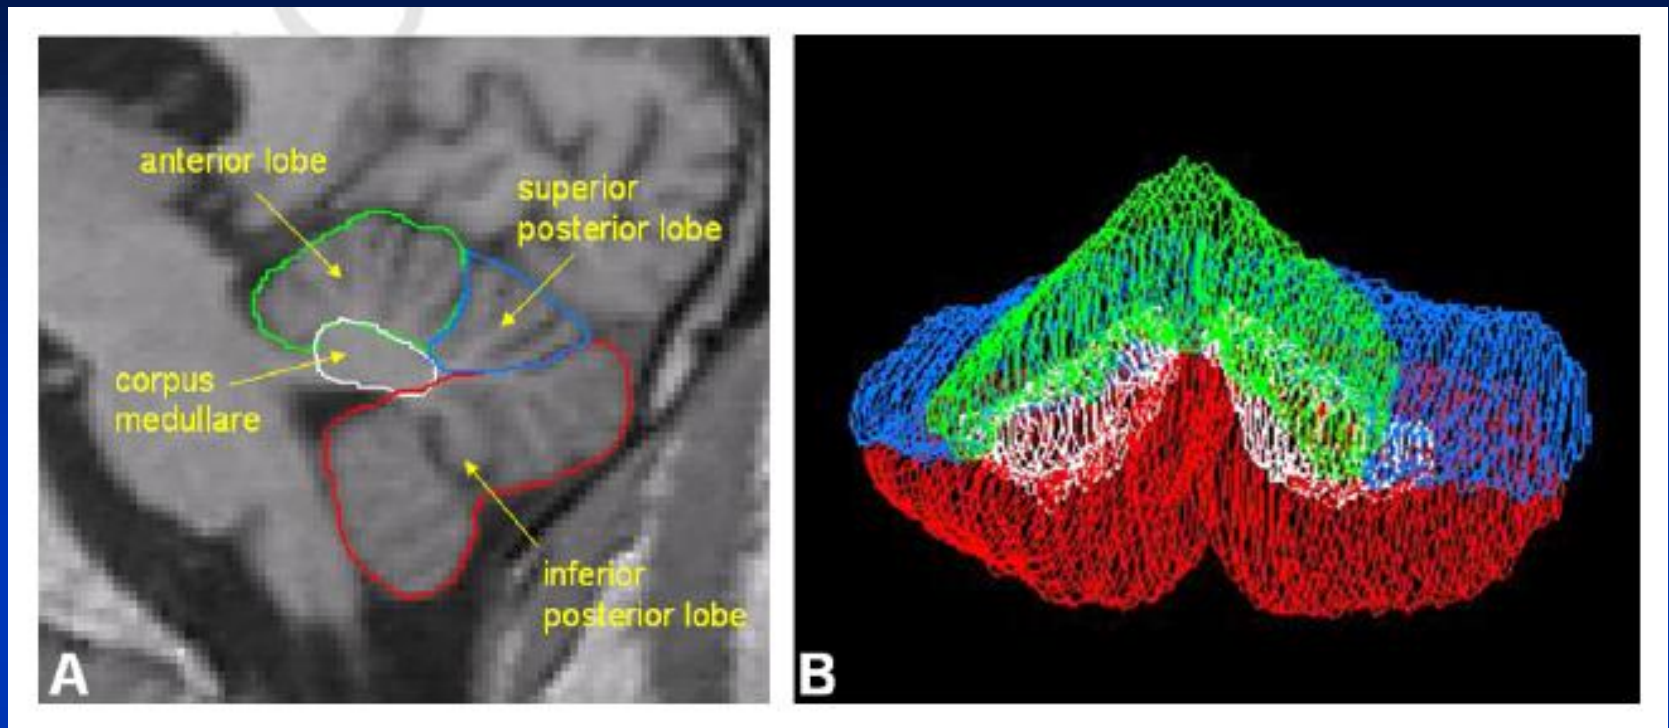 anterior lobe
superior
posterior lobe
corpus
medullare
inferior
posterior lobe
A
B